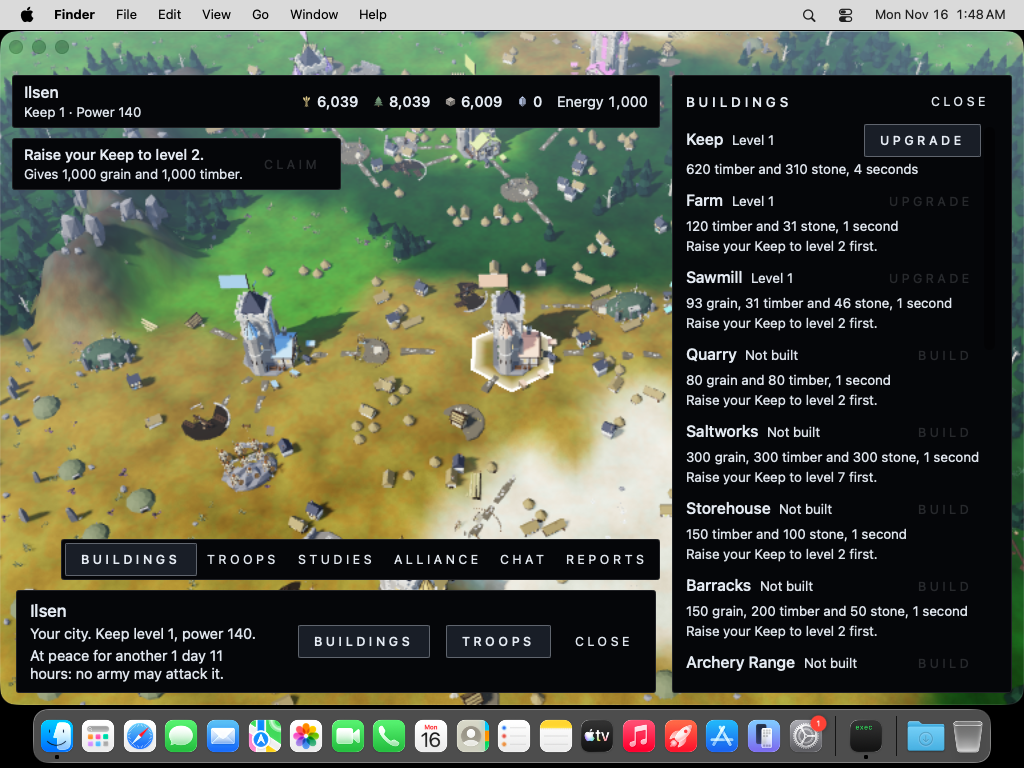 Finder File Edit View Go Window Help Mon Nov 16 1:48 AM
Ilsen
Keep 1 · Power 140
6,039 8,039 6,009 0 Energy 1,000
Raise your Keep to level 2.
Gives 1,000 grain and 1,000 timber.
CLAIM
BUILDINGS CLOSE
Keep Level 1 UPGRADE
620 timber and 310 stone, 4 seconds
Farm Level 1 UPGRADE
120 timber and 31 stone, 1 second
Raise your Keep to level 2 first.
Sawmill Level 1 UPGRADE
93 grain, 31 timber and 46 stone, 1 second
Raise your Keep to level 2 first.
Quarry Not built BUILD
80 grain and 80 timber, 1 second
Raise your Keep to level 2 first.
Saltworks Not built BUILD
300 grain, 300 timber and 300 stone, 1 second
Raise your Keep to level 7 first.
Storehouse Not built BUILD
150 timber and 100 stone, 1 second
Raise your Keep to level 2 first.
Barracks Not built BUILD
150 grain, 200 timber and 50 stone, 1 second
Raise your Keep to level 2 first.
Archery Range Not built BUILD
BUILDINGS TROOPS STUDIES ALLIANCE CHAT REPORTS
Ilsen
Your city. Keep level 1, power 140.
At peace for another 1 day 11
hours: no army may attack it.
BUILDINGS TROOPS CLOSE
Mon
16
tv
1
exec